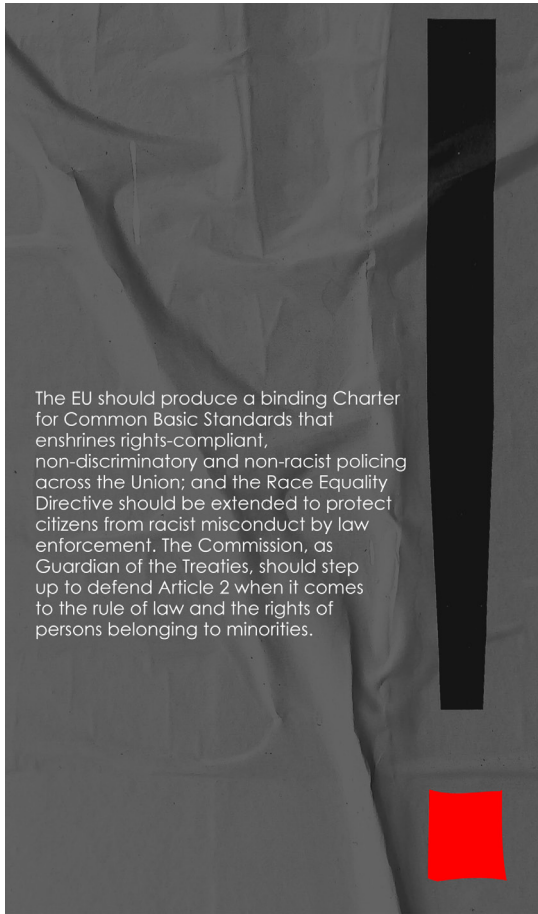 The EU should produce a binding Charter
for Common Basic Standards that
enshrines rights-compliant,
non-discriminatory and non-racist policing
across the Union; and the Race Equality
Directive should be extended to protect
citizens from racist misconduct by law
enforcement. The Commission, as
Guardian of the Treaties, should step
up to defend Article 2 when it comes
to the rule of law and the rights of
persons belonging to minorities.